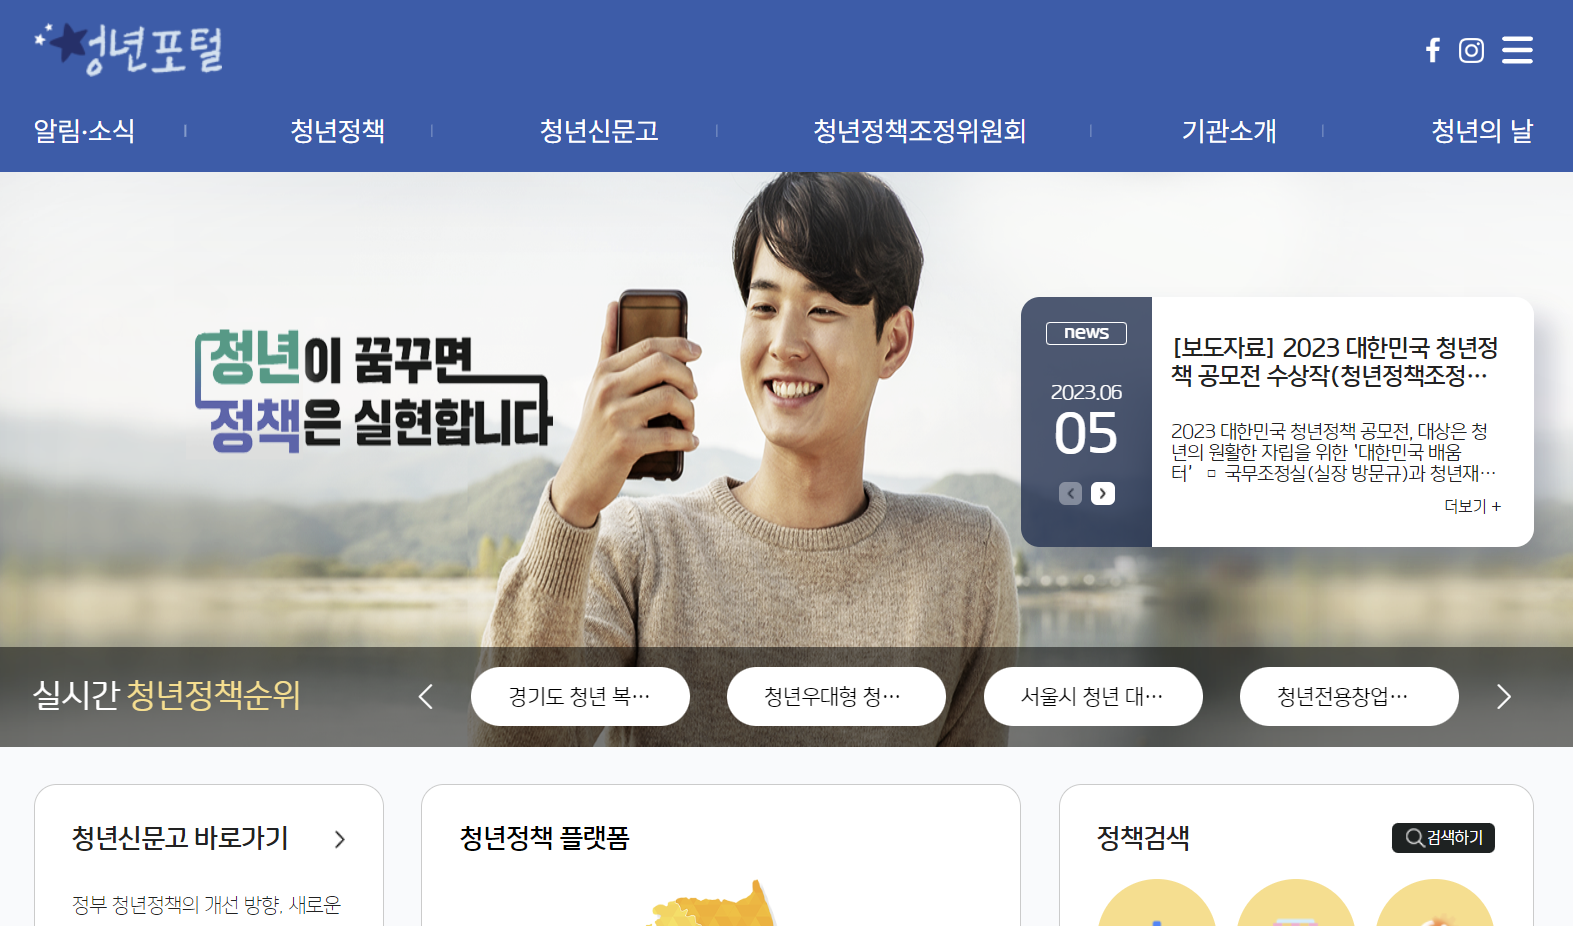 청년포털
알림·소식
청년정책
청년신문고
청년정책조정위원회
기관소개
청년의 날
청년이 꿈꾸면
정책은 실현합니다
news
2023.06
05
[보도자료] 2023 대한민국 청년정
책 공모전 수상작(청년정책조정…
2023 대한민국 청년정책 공모전, 대상은 청
년의 원활한 자립을 위한 '대한민국 배움
터' ㅁ 국무조정실(실장 방문규)과 청년재…
더보기 +
실시간 청년정책순위
경기도 청년 복…
청년우대형 청…
서울시 청년 대…
청년전용창업…
청년신문고 바로가기
정부 청년정책의 개선 방향, 새로운
청년정책 플랫폼
정책검색
검색하기